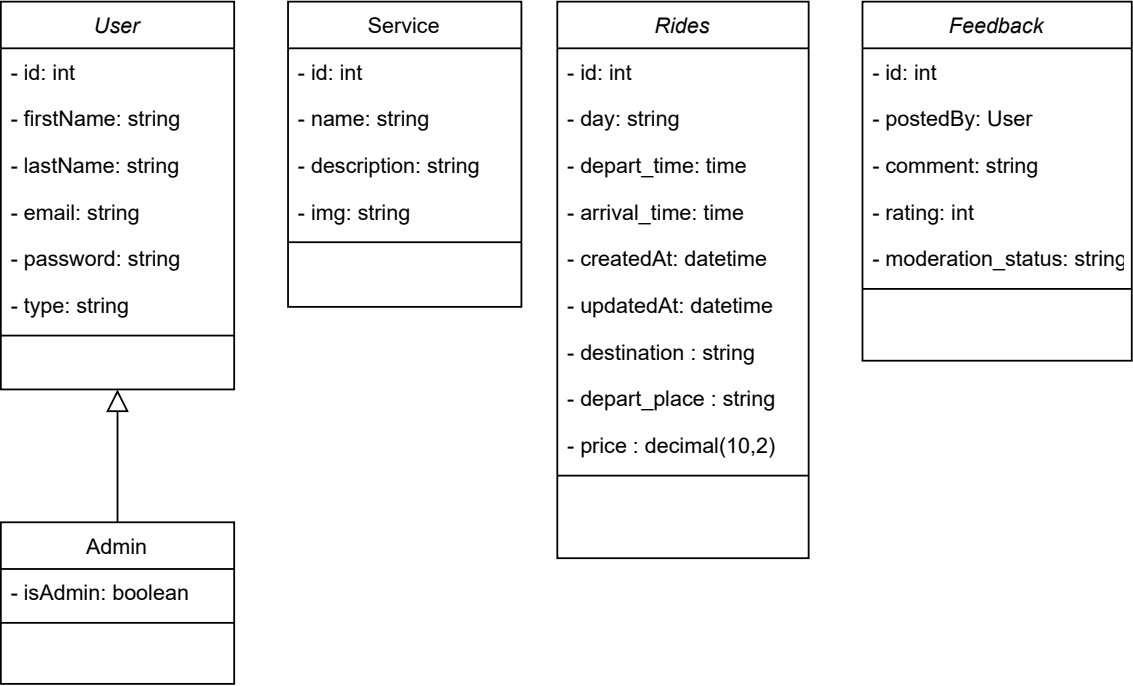 User
- id: int
- firstName: string
- lastName: string
- email: string
- password: string
- type: string
Service
- id: int
- name: string
- description: string
- img: string
Rides
- id: int
- day: string
- depart_time: time
- arrival_time: time
- createdAt: datetime
- updatedAt: datetime
- destination : string
- depart_place : string
- price : decimal(10,2)
Feedback
- id: int
- postedBy: User
- comment: string
- rating: int
- moderation_status: string
Admin
- isAdmin: boolean